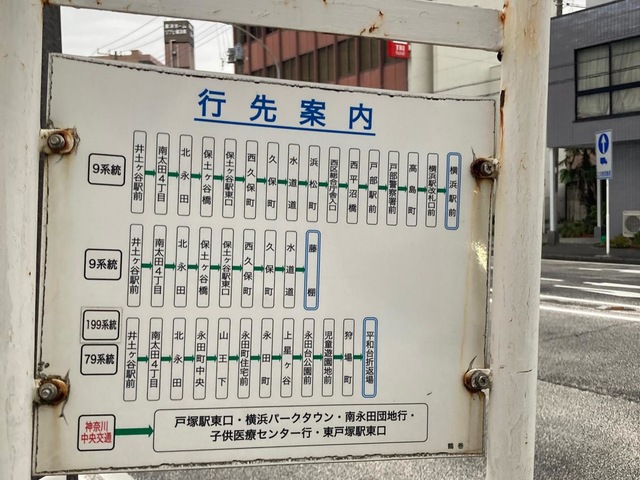 行先案内
9系統
井土ヶ谷駅前
南太田4丁目
北永田
保土ヶ谷橋
保土ヶ谷駅東口
西久保町
久保町
水道道
浜松町
西区総合庁舎入口
西平沼橋
戸部駅前
戸部警察署前
高島町
横浜駅改札口前
横浜駅前
9系統
井土ヶ谷駅前
南太田4丁目
北永田
保土ヶ谷橋
保土ヶ谷駅東口
西久保町
久保町
水道道
藤棚
199系統
79系統
井土ヶ谷駅前
南太田4丁目
北永田
永田町中央
山王下
永田町住宅前
永田町
上星ヶ谷
永田台公園前
児童遊園地前
狩場町
平和台折返場
神奈川
中央交通
戸塚駅東口・横浜パークタウン・南永田団地行・
子供医療センター行・東戸塚駅東口
鶴巻